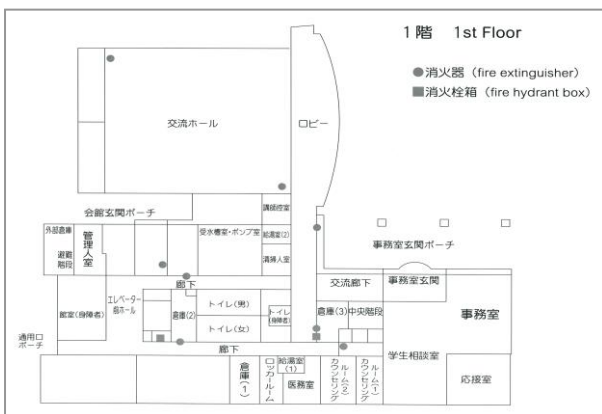 1階 1st Floor
●消火器 (fire extinguisher)
■消火栓箱 (fire hydrant box)
交流ホール
ロビー
講師控室
会館玄関ポーチ
外部倉庫
管理人室
受水槽室・ポンプ室
給湯室(2)
避難
階段
清掃人室
事務室玄関ポーチ
廊下
交流廊下
事務室玄関
館室(身障者)
エレベーター
前ホール
倉庫(2)
トイレ(男)
トイレ(女)
トイレ
(身障者)
倉庫(3)
中央階段
事務室
通用口
ポーチ
廊下
学生相談室
倉庫(1)
ロッカールーム
給湯室
(1)
医務室
カウンセリング
ルーム(2)
カウンセリング
ルーム(1)
応接室